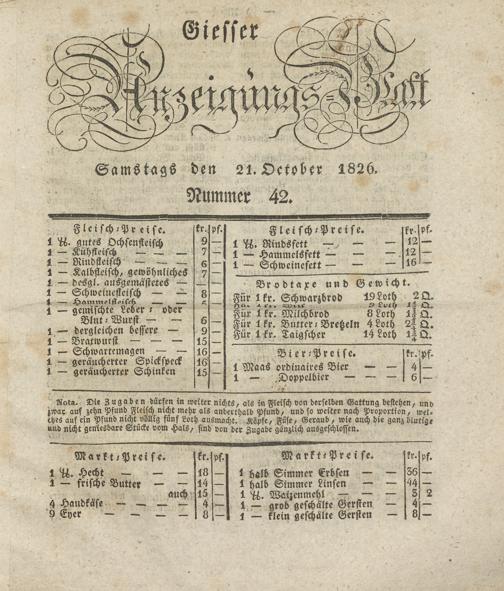 Giesser
Anzeigungs-Blatt
Samstags den 21. October 1826.
Nummer 42.
Fleisch-Preise. kr. pf.
1 ℔. gutes Ochsenfleisch 9 —
1 — Kühfleisch — — 7 —
1 — Rindfleisch — — 6 —
1 — Kalbfleisch, gewöhnliches 7 —
1 — desgl. ausgemästetes —
1 — Schweinefleisch — — 8 —
1 — Hammelfleisch
1 — gemischte Leber- oder
Blut-Wurst — — 6 —
1 — dergleichen bessere — 9 —
1 — Bratwurst — — 15 —
1 — Schwartemagen — 16 —
1 — geräucherter Spickspeck 16 —
1 — geräucherter Schinken 15 —
Fleisch-Preise. kr. pf.
1 ℔. Rindsfett — — — 12 —
1 — Hammelsfett — — 12 —
1 — Schweinefett — — 16 —
Brodtaxe und Gewicht.
Für 1 kr. Schwarzbrod 19 Loth 2 Q.
Für 1 kr. Milchbrod 8 Loth
Für 1 kr. Butter-Bretzeln 4 Loth
Für 1 kr. Taigscher 14 Loth
Bier-Preise. kr. pf.
1 Maas ordinaires Bier — 4 —
1 — Doppelbier — — 6 —
Nota. Die Zugaben dürfen in weiter nichts, als in Fleisch von derselben Gattung bestehen, und
zwar auf zehn Pfund Fleisch nicht mehr als anderthalb Pfund, und so weiter nach Proportion, wel-
ches auf ein Pfund nicht völlig fünf Loth ausmacht. Köpfe, Füse, Geraud, wie auch die ganz blutige
und nicht geniesbare Stücke vom Hals, sind von der Zugabe gänzlich ausgeschlossen.
Markt-Preise. kr. pf.
1 ℔. Hecht — — — 18 —
1 — frische Butter — — 14 —
auch 15 —
4 Handkäse — — — 4 —
9 Eyer — — — — 8 —
Markt-Preise. kr. pf.
1 halb Simmer Erbsen — — 36 —
1 halb Simmer Linsen — — 44 —
1 ℔. Waizenmehl — — 5 2
1 — grob geschälte Gersten — 4 —
1 — klein geschälte Gersten — 8 —